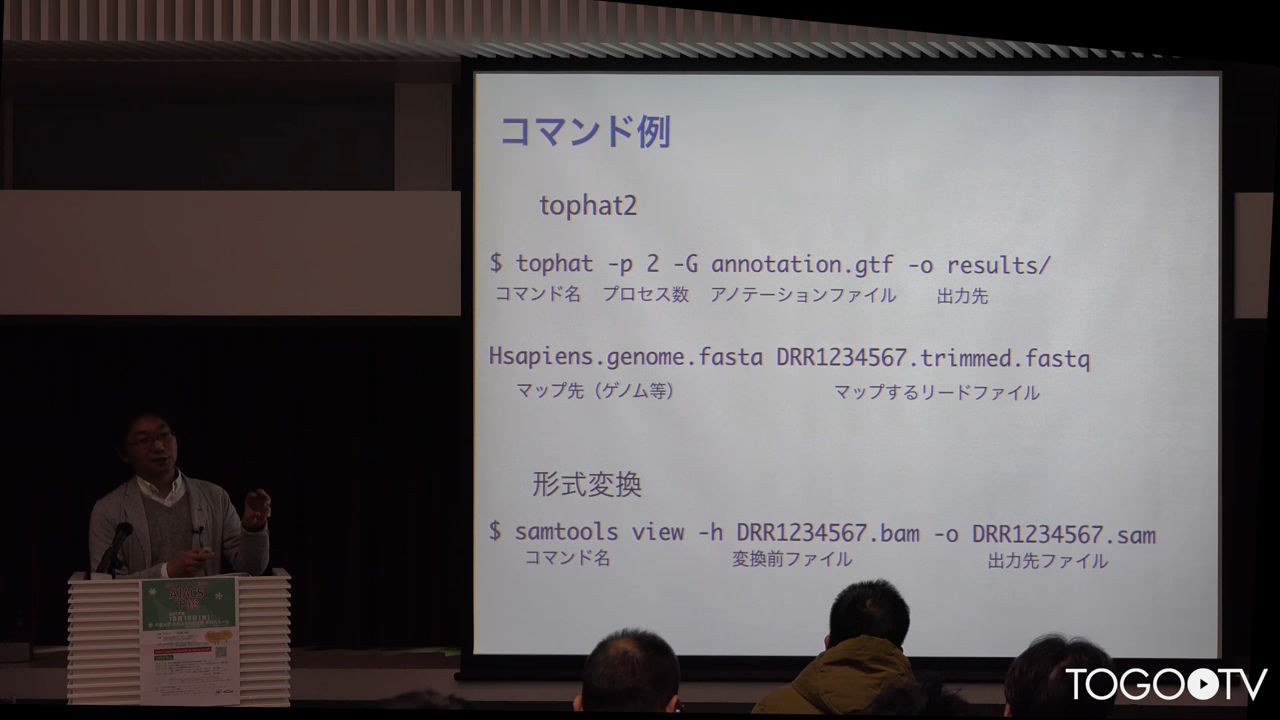 コマンド例
tophat2
$ tophat -p 2 -G annotation.gtf -o results/
コマンド名 プロセス数 アノテーションファイル 出力先
Hsapiens.genome.fasta DRR1234567.trimmed.fastq
マップ先（ゲノム等） マップするリードファイル
形式変換
$ samtools view -h DRR1234567.bam -o DRR1234567.sam
コマンド名 変換前ファイル 出力先ファイル
AJACS
TOGOTV